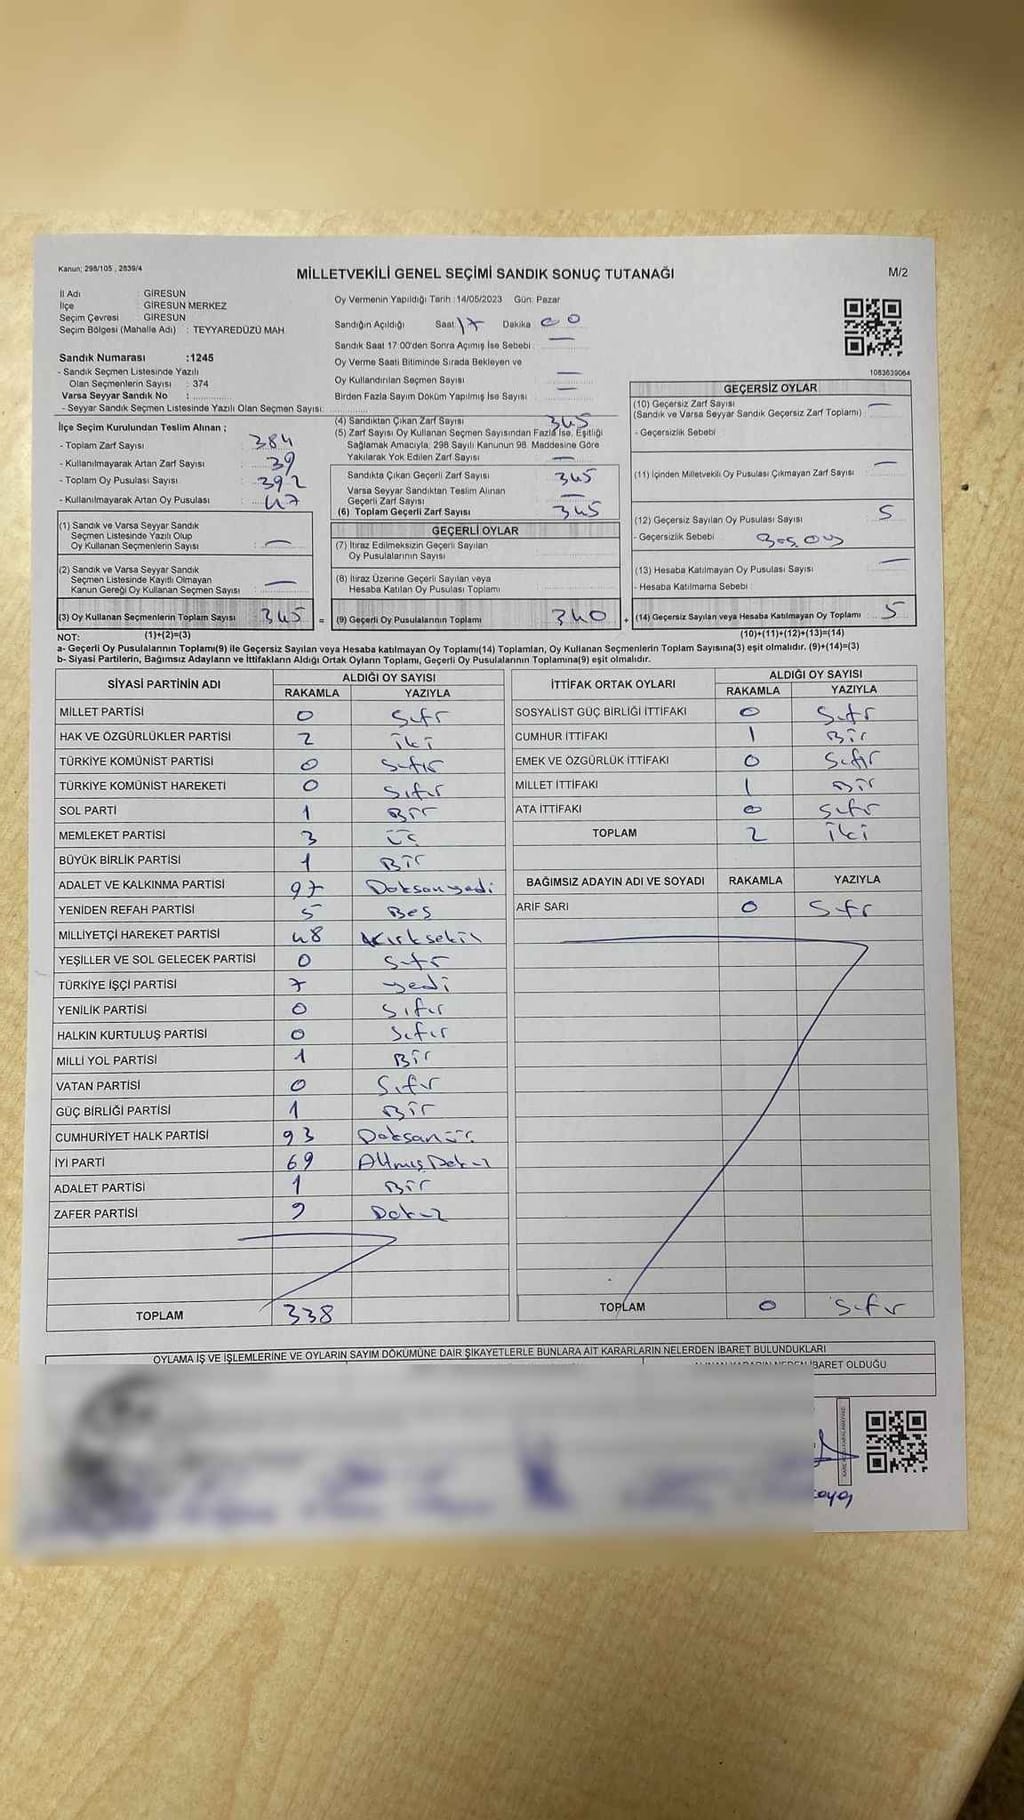 Kanun: 298/105 , 2839/4
MİLLETVEKİLİ GENEL SEÇİMİ SANDIK SONUÇ TUTANAĞI
M/2
İl Adı : GİRESUN
İlçe : GİRESUN MERKEZ
Seçim Çevresi : GİRESUN
Seçim Bölgesi (Mahalle Adı) : TEYYAREDÜZÜ MAH
Sandık Numarası :1245
- Sandık Seçmen Listesinde Yazılı
Olan Seçmenlerin Sayısı : 374
Varsa Seyyar Sandık No :
- Seyyar Sandık Seçmen Listesinde Yazılı Olan Seçmen Sayısı:
İlçe Seçim Kurulundan Teslim Alınan ;
- Toplam Zarf Sayısı : 384
- Kullanılmayarak Artan Zarf Sayısı : 39
- Toplam Oy Pusulası Sayısı : 392
- Kullanılmayarak Artan Oy Pusulası : 47
(1) Sandık ve Varsa Seyyar Sandık
Seçmen Listesinde Yazılı Olup
Oy Kullanan Seçmenlerin Sayısı : —
(2) Sandık ve Varsa Seyyar Sandık
Seçmen Listesinde Kayıtlı Olmayan
Kanun Gereği Oy Kullanan Seçmen Sayısı : —
(3) Oy Kullanan Seçmenlerin Toplam Sayısı 345 =
Oy Vermenin Yapıldığı Tarih :14/05/2023 Gün: Pazar
Sandığın Açıldığı Saat 17 Dakika 00
Sandık Saat 17:00'den Sonra Açımış İse Sebebi : —
Oy Verme Saati Bitiminde Sırada Bekleyen ve
Oy Kullandırılan Seçmen Sayısı —
Birden Fazla Sayım Döküm Yapılmış İse Sayısı —
(4) Sandıktan Çıkan Zarf Sayısı 345
(5) Zarf Sayısı Oy Kullanan Seçmen Sayısından Fazla İse, Eşitliği
Sağlamak Amacıyla, 298 Sayılı Kanunun 98. Maddesine Göre
Yakılarak Yok Edilen Zarf Sayısı —
Sandıkta Çıkan Geçerli Zarf Sayısı 345
Varsa Seyyar Sandıktan Teslim Alınan
Geçerli Zarf Sayısı —
(6) Toplam Geçerli Zarf Sayısı 345
GEÇERLİ OYLAR
(7) İtiraz Edilmeksizin Geçerli Sayılan
Oy Pusulalarının Sayısı
(8) İtiraz Üzerine Geçerli Sayılan veya
Hesaba Katılan Oy Pusulası Toplamı
(9) Geçerli Oy Pusulalarının Toplamı 340 +
1083639064
GEÇERSİZ OYLAR
(10) Geçersiz Zarf Sayısı —
(Sandık ve Varsa Seyyar Sandık Geçersiz Zarf Toplamı)
- Geçersizlik Sebebi
(11) İçinden Milletvekili Oy Pusulası Çıkmayan Zarf Sayısı —
(12) Geçersiz Sayılan Oy Pusulası Sayısı 5
- Geçersizlik Sebebi Boş oy
(13) Hesaba Katılmayan Oy Pusulası Sayısı —
- Hesaba Katılmama Sebebi
(14) Geçersiz Sayılan veya Hesaba Katılmayan Oy Toplamı 5
NOT: (1)+(2)=(3)
(10)+(11)+(12)+(13)=(14)
a- Geçerli Oy Pusulasının Toplamı(9) ile Geçersiz Sayılan veya Hesaba katılmayan Oy Toplamı(14) Toplamları, Oy Kullanan Seçmenlerin Toplam Sayısına(3) eşit olmalıdır. (9)+(14)=(3)
b- Siyasi Partilerin, Bağımsız Adayların ve İttifakların Aldığı Ortak Oyların Toplamı, Geçerli Oy Pusulalarının Toplamına(9) eşit olmalıdır.
SİYASİ PARTİNİN ADI ALDIĞI OY SAYISI
RAKAMLA YAZIYLA
MİLLET PARTİSİ 0 Sıfır
HAK VE ÖZGÜRLÜKLER PARTİSİ 2 iki
TÜRKİYE KOMÜNİST PARTİSİ 0 Sıfır
TÜRKİYE KOMÜNİST HAREKETİ 0 Sıfır
SOL PARTİ 1 Bir
MEMLEKET PARTİSİ 3 üç
BÜYÜK BİRLİK PARTİSİ 1 Bir
ADALET VE KALKINMA PARTİSİ 97 Doksanyedi
YENİDEN REFAH PARTİSİ 5 Beş
MİLLİYETÇİ HAREKET PARTİSİ 48 Kırksekiz
YEŞİLLER VE SOL GELECEK PARTİSİ 0 Sıfır
TÜRKİYE İŞÇİ PARTİSİ 7 yedi
YENİLİK PARTİSİ 0 Sıfır
HALKIN KURTULUŞ PARTİSİ 0 Sıfır
MİLLİ YOL PARTİSİ 1 Bir
VATAN PARTİSİ 0 Sıfır
GÜÇ BİRLİĞİ PARTİSİ 1 Bir
CUMHURİYET HALK PARTİSİ 93 Doksanüç
İYİ PARTİ 69 Altmış Dokuz
ADALET PARTİSİ 1 Bir
ZAFER PARTİSİ 9 Dokuz
TOPLAM 338
İTTİFAK ORTAK OYLARI ALDIĞI OY SAYISI
RAKAMLA YAZIYLA
SOSYALİST GÜÇ BİRLİĞİ İTTİFAKI 0 Sıfır
CUMHUR İTTİFAKI 1 Bir
EMEK VE ÖZGÜRLÜK İTTİFAKI 0 Sıfır
MİLLET İTTİFAKI 1 Bir
ATA İTTİFAKI 0 Sıfır
TOPLAM 2 iki
BAĞIMSIZ ADAYIN ADI VE SOYADI RAKAMLA YAZIYLA
ARİF SARI 0 Sıfır
TOPLAM 0 Sıfır
OYLAMA İŞ VE İŞLEMLERİNE VE OYLARIN SAYIM DÖKÜMÜNE DAİR ŞİKAYETLERLE BUNLARA AİT KARARLARIN NELERDEN İBARET BULUNDUKLARI
İBARET OLDUĞU